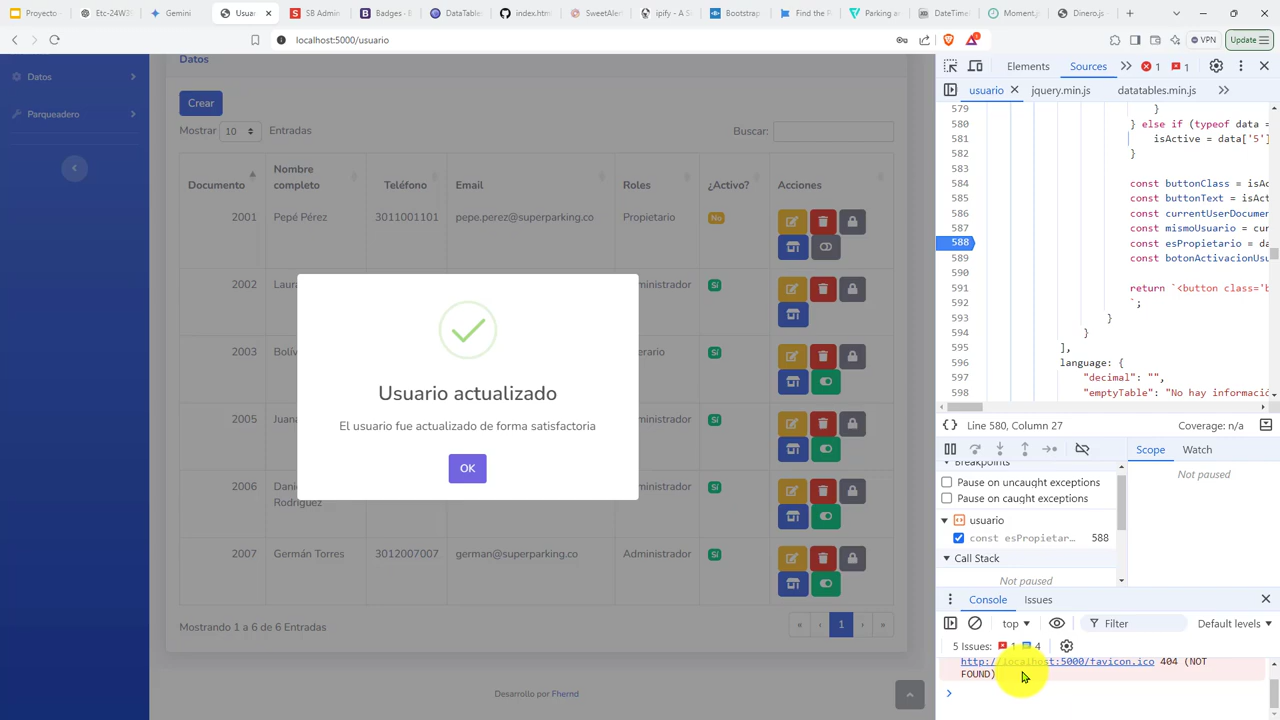 Proyecto
Etc-24W3
Gemini
Usuar
SB Admin
Badges - B
DataTable
index.htm
SweetAler
ipify - A S
Bootstrap
Find the P
Parking an
DateTime
Moment.j
Dinero.js
localhost:5000/usuario
VPN
Update
Datos
Parqueadero
Datos
Crear
Mostrar 10 Entradas
Buscar:
Documento
Nombre
completo
Teléfono
Email
Roles
¿Activo?
Acciones
2001 Pepé Pérez 3011001101 pepe.perez@superparking.co Propietario No
2002 Laura ministrador Sí
2003 Bolív erario Sí
2005 Juana ministrador Sí
2006 Dani ministrador Sí
Rodríguez
2007 Germán Torres 3012007007 german@superparking.co Administrador Sí
Usuario actualizado
El usuario fue actualizado de forma satisfactoria
OK
Mostrando 1 a 6 de 6 Entradas
« ‹ 1 › »
Desarrollo por Fhernd
Elements
Sources
1
1
usuario
jquery.min.js
datatables.min.js
579 }
580 } else if (typeof data =
581 isActive = data['5']
582 }
583
584 const buttonClass = isAc
585 const buttonText = isAct
586 const currentUserDocumen
587 const mismoUsuario = cur
588 const esPropietario = da
589 const botonActivacionUsu
590
591 return `<button class='b
592 `;
593 }
594 }
595 ],
596 language: {
597 "decimal": "",
598 "emptyTable": "No hay informació
{} Line 580, Column 27
Coverage: n/a
Scope
Watch
Breakpoints
Not paused
Pause on uncaught exceptions
Pause on caught exceptions
usuario
const esPropietar… 588
Call Stack
Not paused
Console
Issues
top
Filter
Default levels
5 Issues: 1 4
http://localhost:5000/favicon.ico 404 (NOT
FOUND)